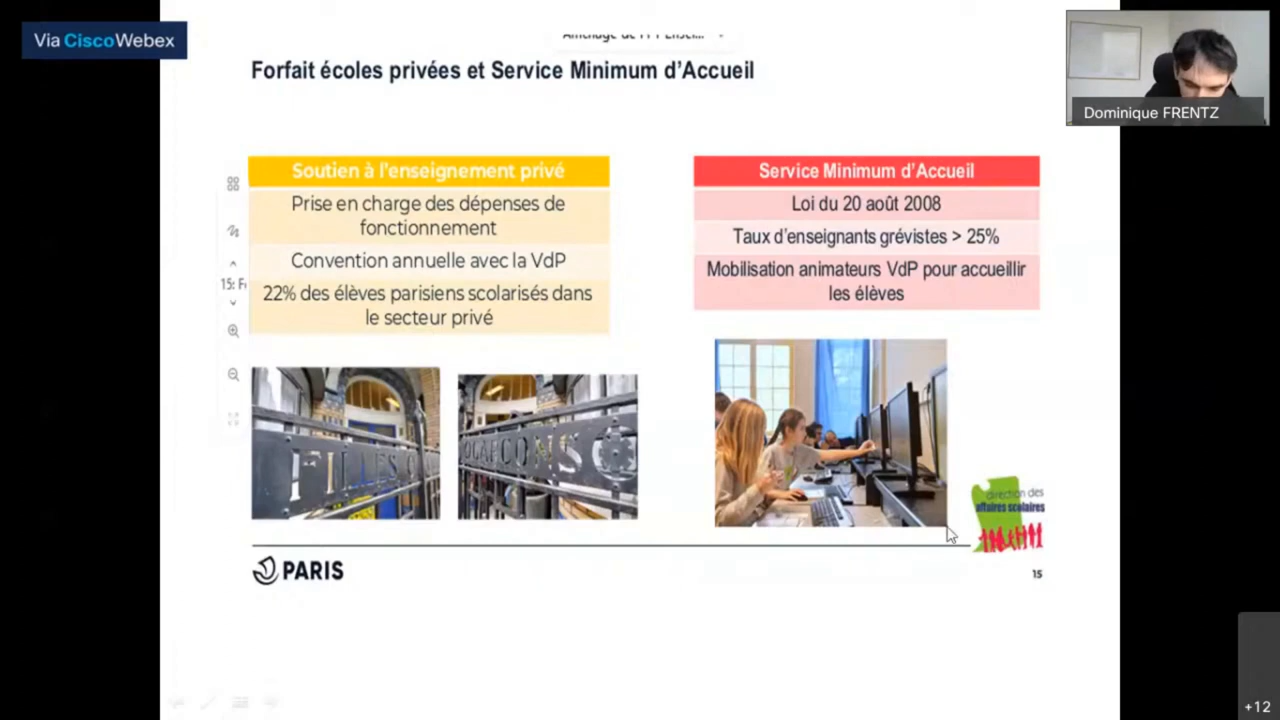 Via CiscoWebex
Forfait écoles privées et Service Minimum d'Accueil
Dominique FRENTZ
Soutien à l'enseignement privé
Prise en charge des dépenses de
fonctionnement
Convention annuelle avec la VdP
22% des élèves parisiens scolarisés dans
le secteur privé
Service Minimum d'Accueil
Loi du 20 août 2008
Taux d'enseignants grévistes > 25%
Mobilisation animateurs VdP pour accueillir
les élèves
15:
FILLES
GARÇONS
direction des
affaires scolaires
PARIS
15
+12